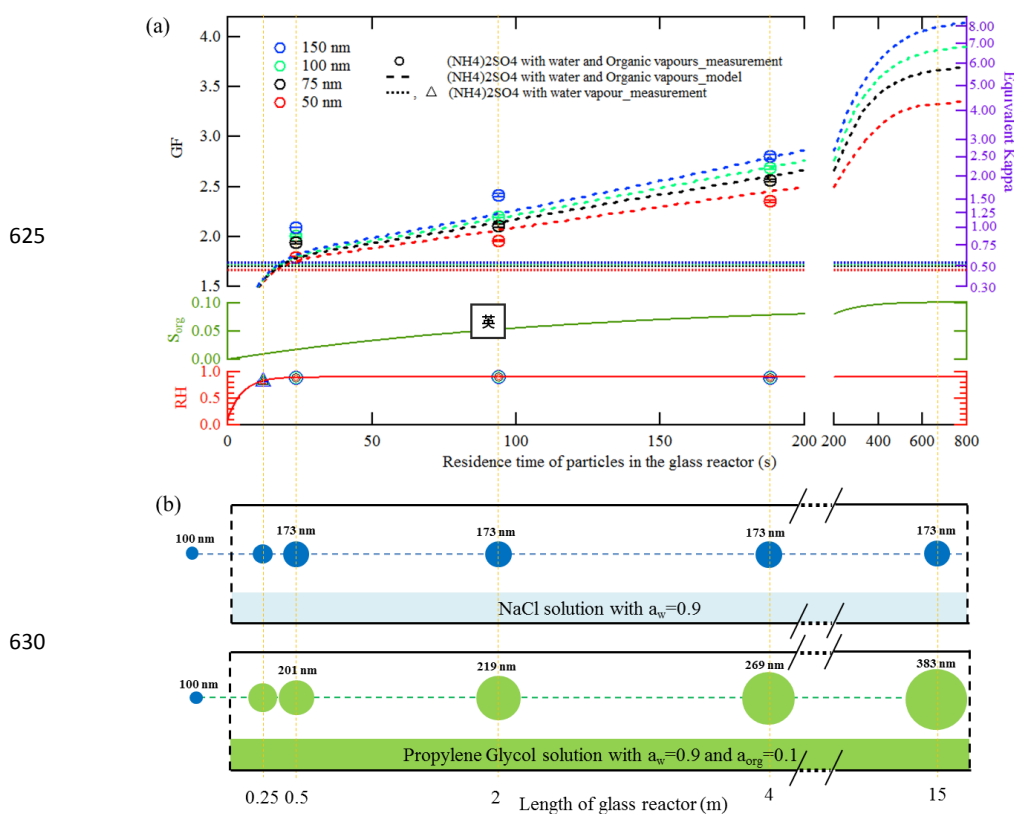 (a)
4.0
3.5
3.0
2.5
2.0
1.5
GF
150 nm
100 nm
75 nm
50 nm
(NH4)2SO4 with water and Organic vapours_measurement
(NH4)2SO4 with water and Organic vapours_model
, (NH4)2SO4 with water vapour_measurement
8.00
7.00
6.00
5.00
4.00
3.00
2.50
2.00
1.50
1.25
1.00
0.75
0.50
0.30
Equivalent Kappa
625
0.10
0.05
0.00
Sorg
英
1.0
0.5
0.0
RH
0 50 100 150 200 200 400 600 800
Residence time of particles in the glass reactor (s)
(b)
100 nm 173 nm 173 nm 173 nm 173 nm
NaCl solution with aw=0.9
630
100 nm 201 nm 219 nm 269 nm 383 nm
Propylene Glycol solution with aw=0.9 and aorg=0.1
0.25 0.5 2 4 15
Length of glass reactor (m)